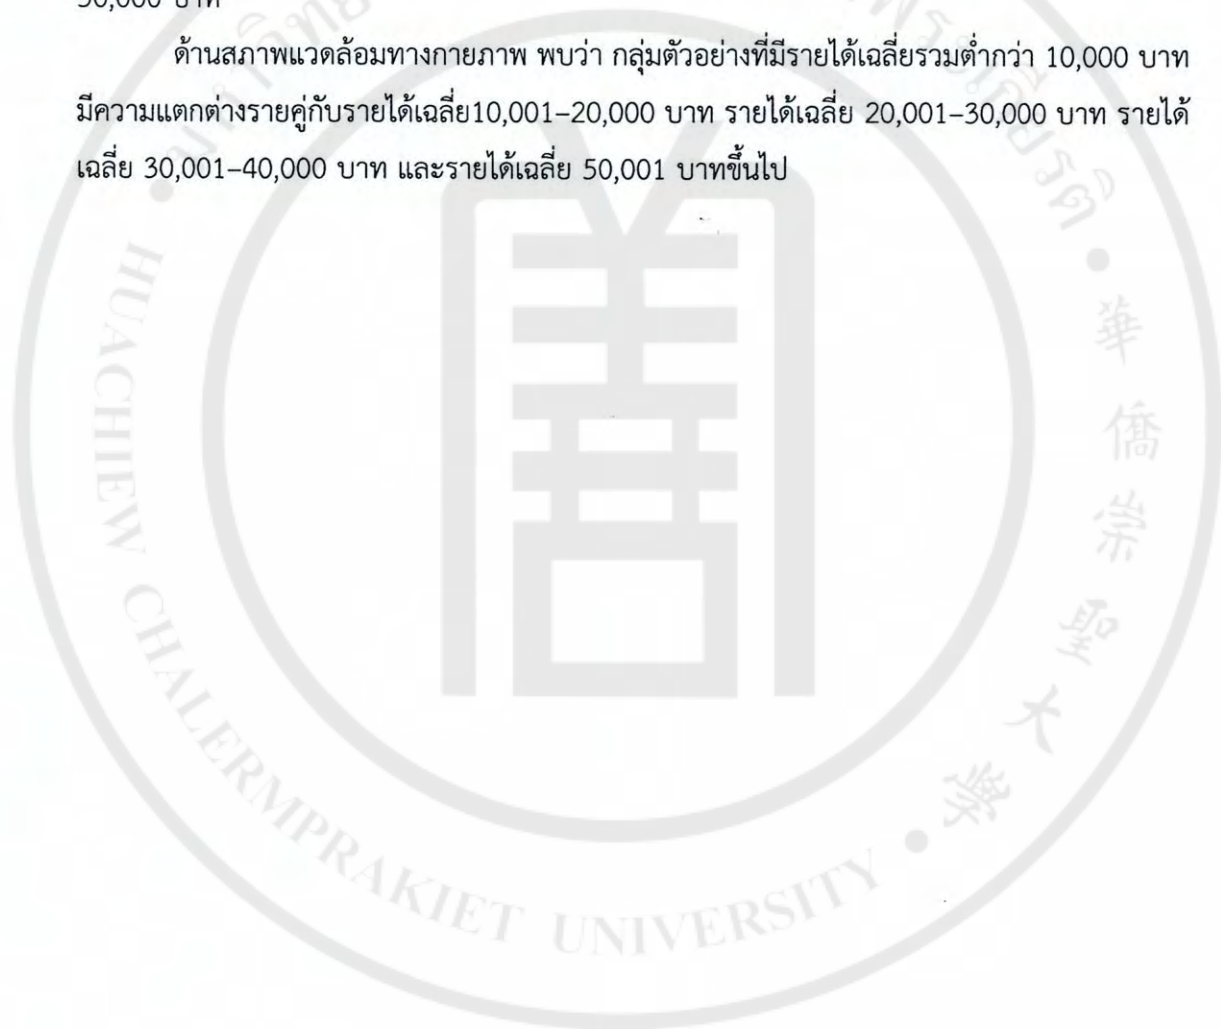 ด้านสภาพแวดล้อมทางกายภาพ พบว่า กลุ่มตัวอย่างที่มีรายได้เฉลี่ยรวมต่ำกว่า 10,000 บาท
มีความแตกต่างรายคู่กับรายได้เฉลี่ย10,001–20,000 บาท รายได้เฉลี่ย 20,001–30,000 บาท รายได้
เฉลี่ย 30,001–40,000 บาท และรายได้เฉลี่ย 50,001 บาทขึ้นไป
HUACHIEW CHALERMPRAKIET UNIVERSITY
華僑崇聖大學